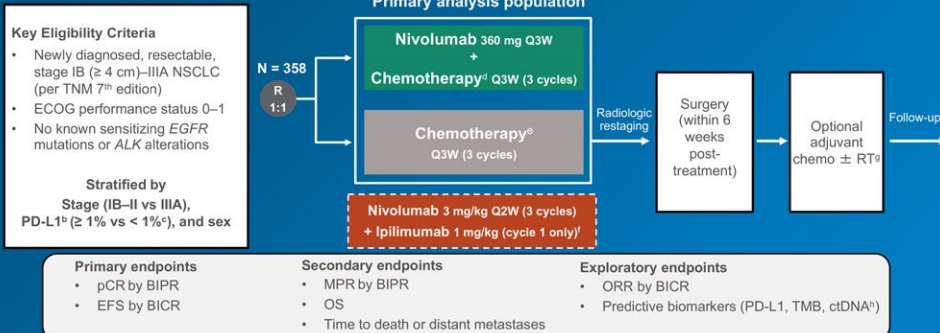 Primary analysis population
Key Eligibility Criteria
• Newly diagnosed, resectable,
stage IB (≥ 4 cm)–IIIA NSCLC
(per TNM 7th edition)
• ECOG performance status 0–1
• No known sensitizing EGFR
mutations or ALK alterations
Stratified by
Stage (IB–II vs IIIA),
PD-L1b (≥ 1% vs < 1%c), and sex
N = 358
R
1:1
Nivolumab 360 mg Q3W
+
Chemotherapyd Q3W (3 cycles)
Chemotherapye
Q3W (3 cycles)
Nivolumab 3 mg/kg Q2W (3 cycles)
+ Ipilimumab 1 mg/kg (cycle 1 only)f
Radiologic
restaging
Surgery
(within 6
weeks
post-
treatment)
Optional
adjuvant
chemo ± RTg
Follow-up
Primary endpoints
• pCR by BIPR
• EFS by BICR
Secondary endpoints
• MPR by BIPR
• OS
• Time to death or distant metastases
Exploratory endpoints
• ORR by BICR
• Predictive biomarkers (PD-L1, TMB, ctDNAh)